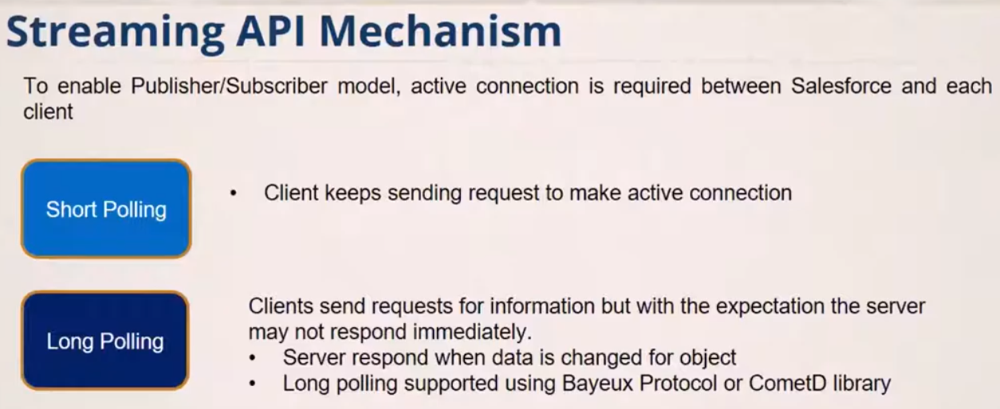 Streaming API Mechanism
To enable Publisher/Subscriber model, active connection is required between Salesforce and each
client
Short Polling
• Client keeps sending request to make active connection
Long Polling
Clients send requests for information but with the expectation the server
may not respond immediately.
• Server respond when data is changed for object
• Long polling supported using Bayeux Protocol or CometD library